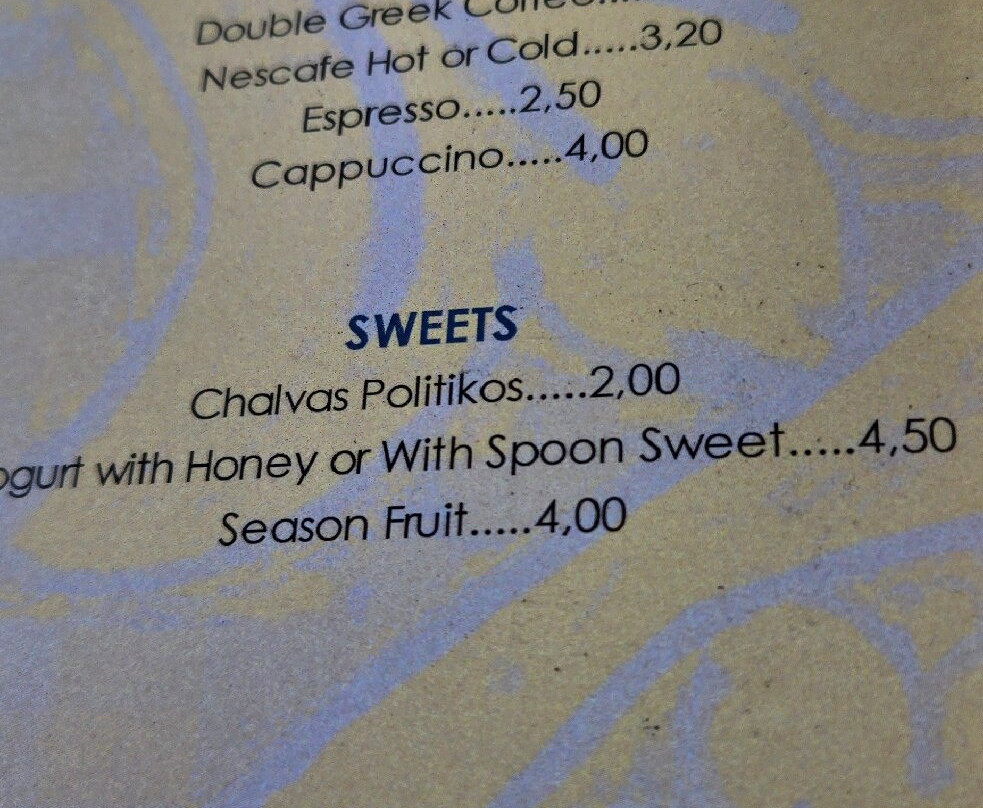 Double Greek
Nescafe Hot or Cold.....3,20
Espresso.....2,50
Cappuccino.....4,00
SWEETS
Chalvas Politikos.....2,00
ogurt with Honey or With Spoon Sweet.....4,50
Season Fruit.....4,00